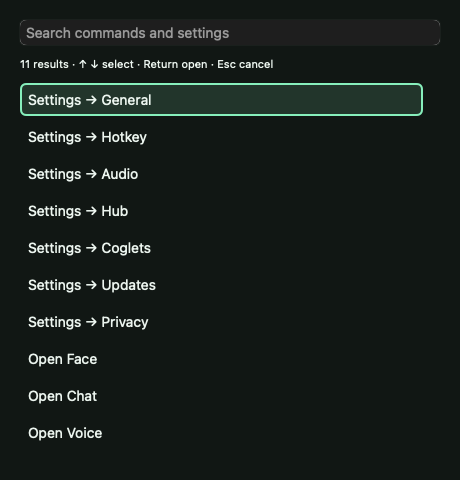 Search commands and settings
11 results · ↑ ↓ select · Return open · Esc cancel
Settings → General
Settings → Hotkey
Settings → Audio
Settings → Hub
Settings → Coglets
Settings → Updates
Settings → Privacy
Open Face
Open Chat
Open Voice